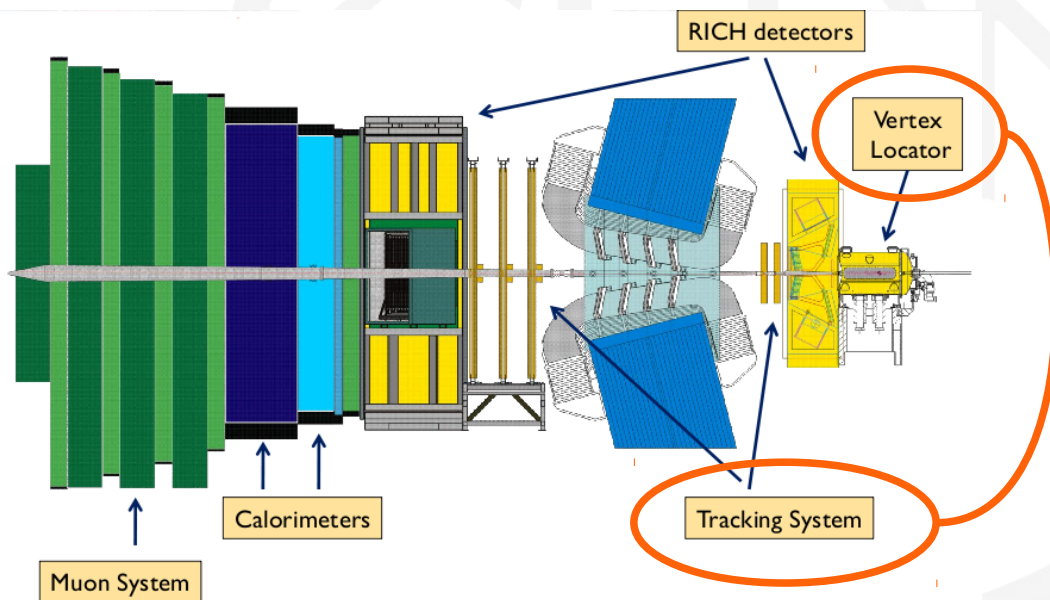 RICH detectors
Vertex
Locator
Calorimeters
Tracking System
Muon System